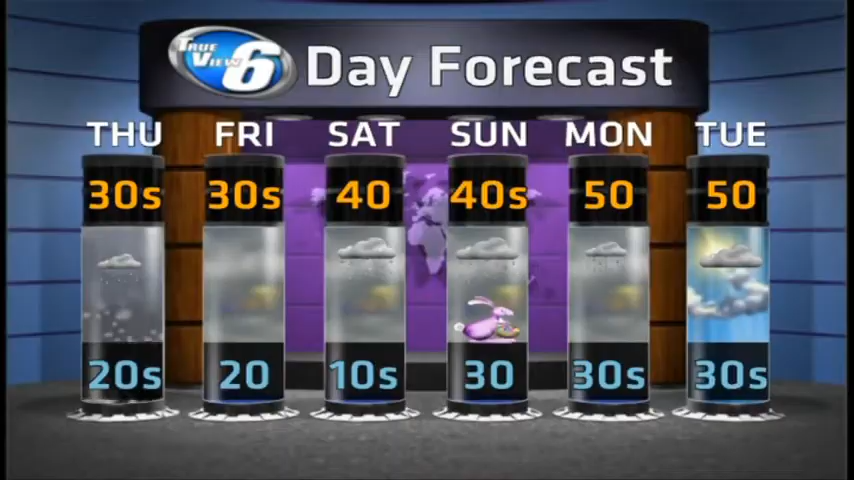 TRUE VIEW 6 Day Forecast
THU FRI SAT SUN MON TUE
30s 30s 40 40s 50 50
20s 20 10s 30 30s 30s